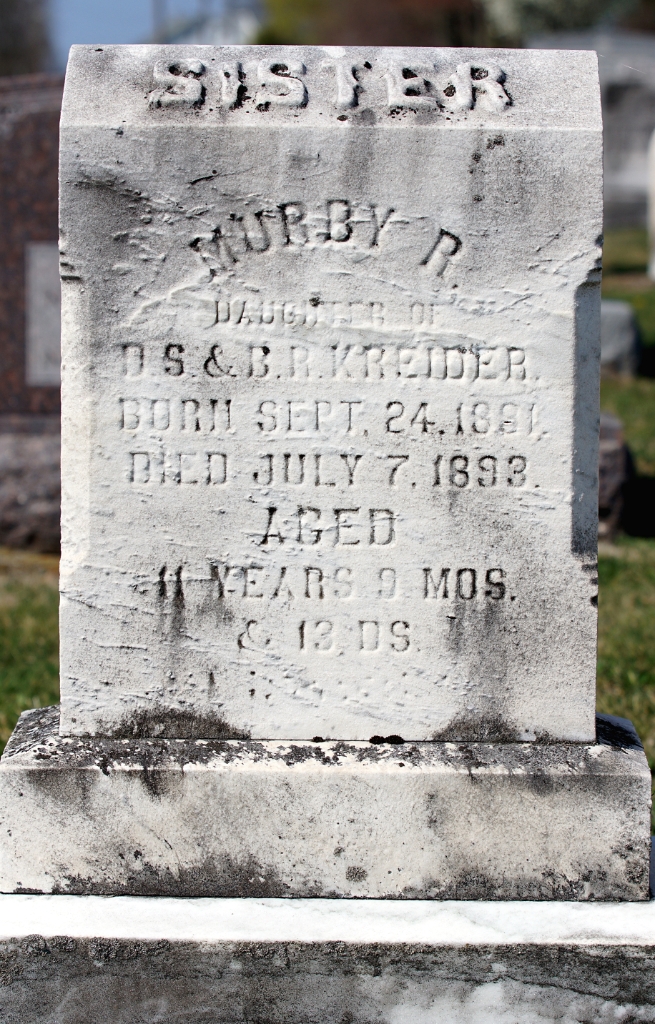 SISTER
MURBY R.
DAUGHTER OF
D.S. & B.R. KREIDER.
BORN SEPT. 24. 1881.
DIED JULY 7. 1893.
AGED
11 YEARS 9 MOS.
& 13 DS.